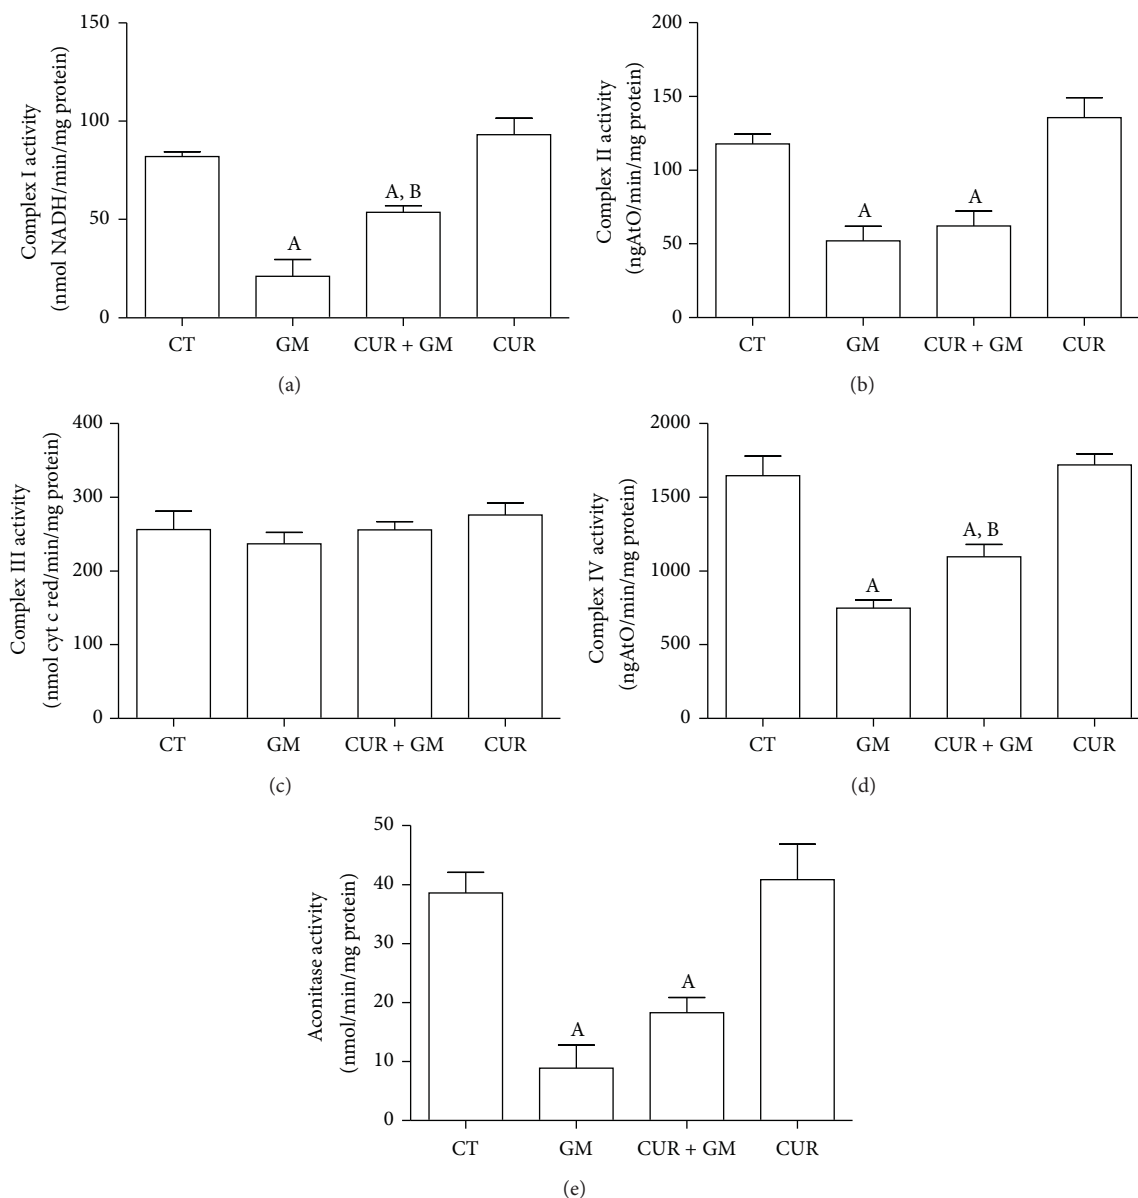 Complex I activity
(nmol NADH/min/mg protein)
150
100
50
0
A
A, B
CT
GM
CUR + GM
CUR
(a)
Complex II activity
(ngAtO/min/mg protein)
200
150
100
50
0
A
A
CT
GM
CUR + GM
CUR
(b)
Complex III activity
(nmol cyt c red/min/mg protein)
400
300
200
100
0
CT
GM
CUR + GM
CUR
(c)
Complex IV activity
(ngAtO/min/mg protein)
2000
1500
1000
500
0
A
A, B
CT
GM
CUR + GM
CUR
(d)
Aconitase activity
(nmol/min/mg protein)
50
40
30
20
10
0
A
A
CT
GM
CUR + GM
CUR
(e)